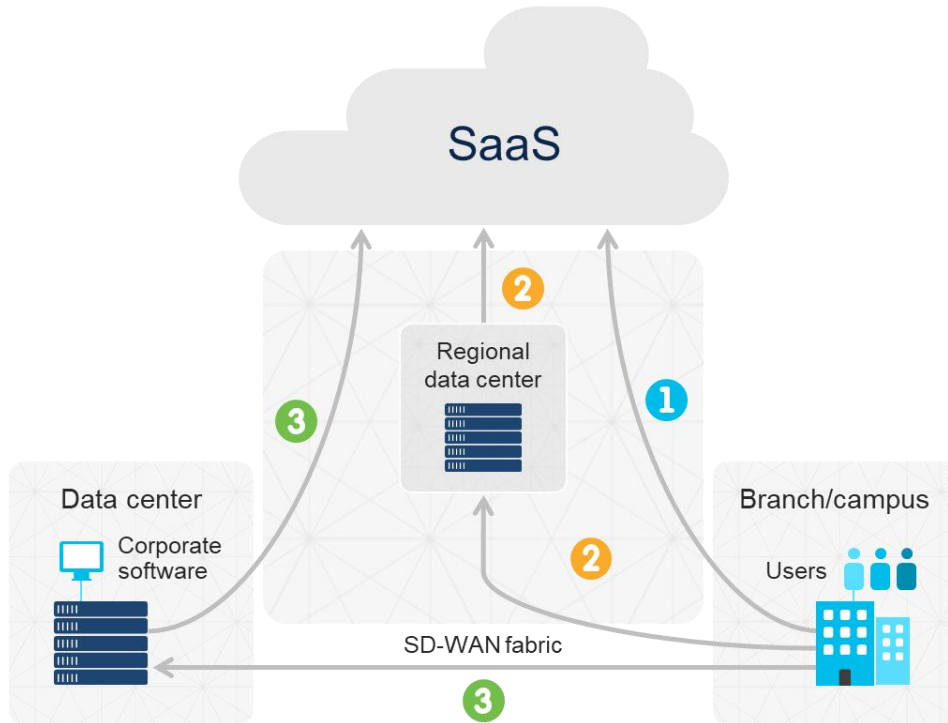 SaaS
2
Regional
data center
1
3
Data center
Corporate
software
Branch/campus
2
Users
SD-WAN fabric
3